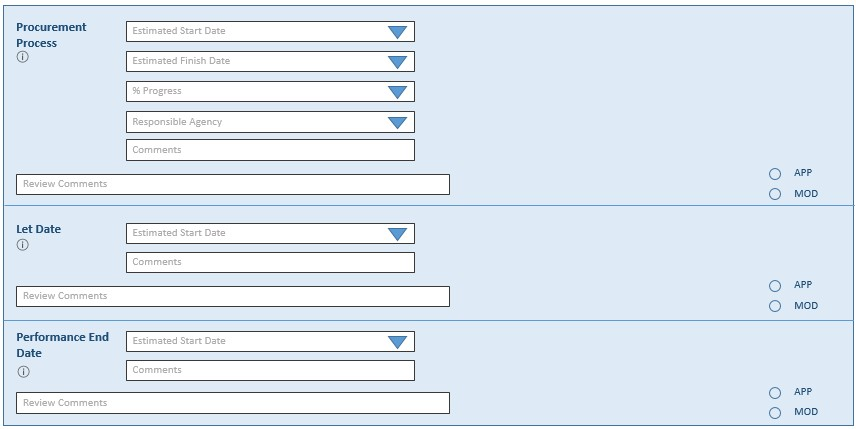 Procurement
Process
Estimated Start Date
Estimated Finish Date
% Progress
Responsible Agency
Comments
Review Comments
APP
MOD
Let Date
Estimated Start Date
Comments
Review Comments
APP
MOD
Performance End
Date
Estimated Start Date
Comments
Review Comments
APP
MOD